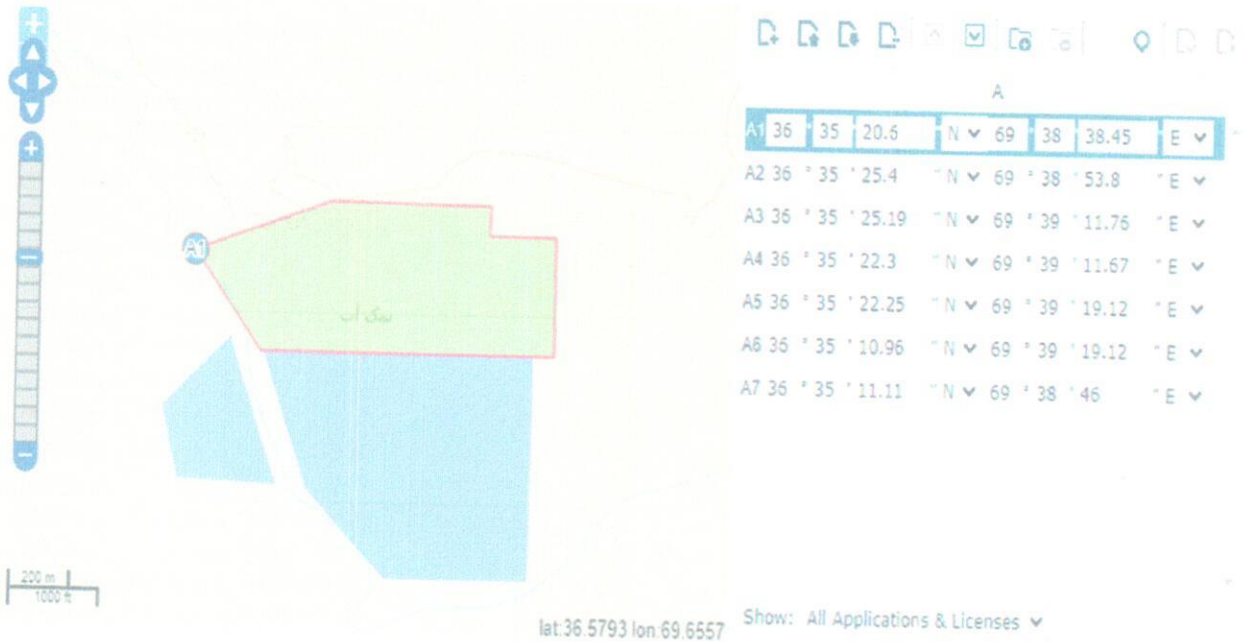 A
A1 36 ° 35 ' 20.6 " N 69 ° 38 ' 38.45 " E
A2 36 ° 35 ' 25.4 " N 69 ° 38 ' 53.8 " E
A3 36 ° 35 ' 25.19 " N 69 ° 39 ' 11.76 " E
A4 36 ° 35 ' 22.3 " N 69 ° 39 ' 11.67 " E
A5 36 ° 35 ' 22.25 " N 69 ° 39 ' 19.12 " E
A6 36 ° 35 ' 10.96 " N 69 ° 39 ' 19.12 " E
A7 36 ° 35 ' 11.11 " N 69 ° 38 ' 46 " E
A1
نمک آب
200 m
1000 ft
lat:36.5793 lon:69.6557
Show: All Applications & Licenses